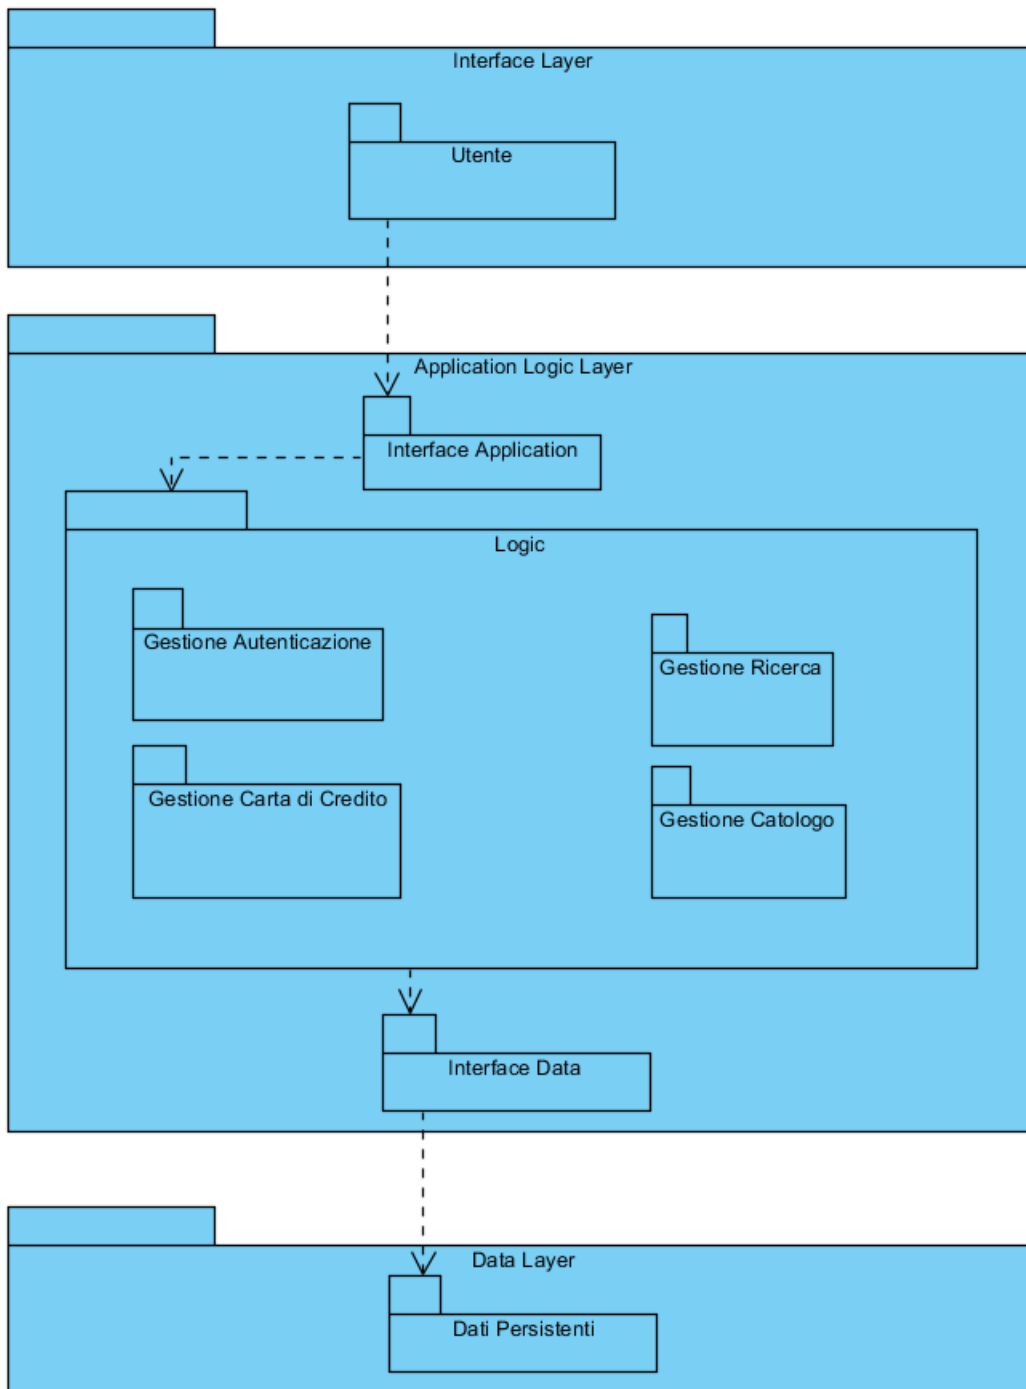 Interface Layer
Utente
Application Logic Layer
Interface Application
Logic
Gestione Autenticazione
Gestione Ricerca
Gestione Carta di Credito
Gestione Catologo
Interface Data
Data Layer
Dati Persistenti